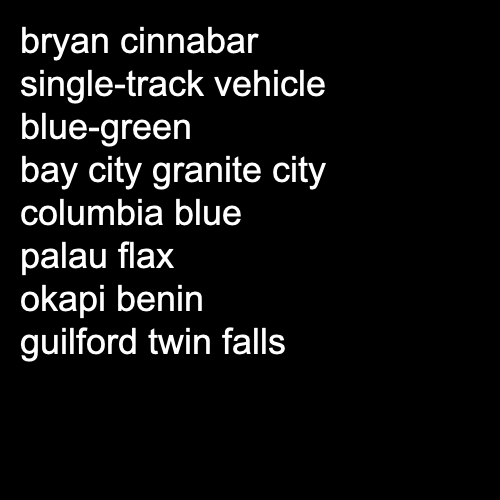 bryan cinnabar
single-track vehicle
blue-green
bay city granite city
columbia blue
palau flax
okapi benin
guilford twin falls